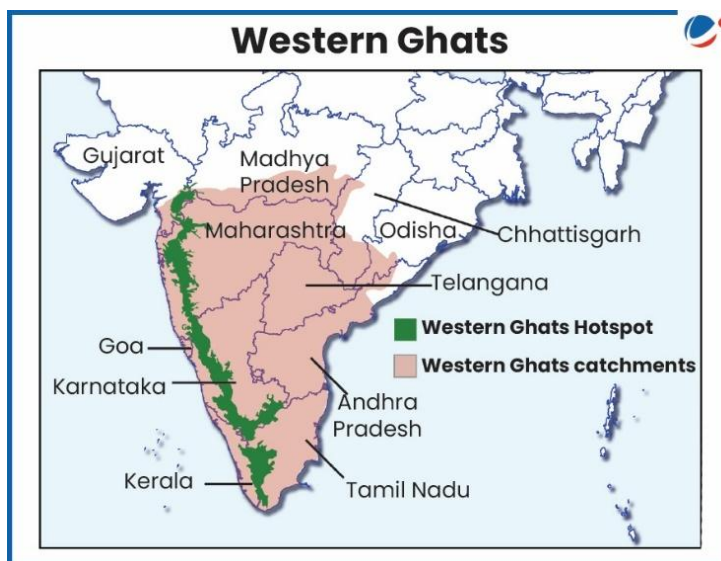 Western Ghats
Gujarat
Madhya
Pradesh
Maharashtra
Odisha
Chhattisgarh
Telangana
Western Ghats Hotspot
Goa
Western Ghats catchments
Karnataka
Andhra
Pradesh
Kerala
Tamil Nadu